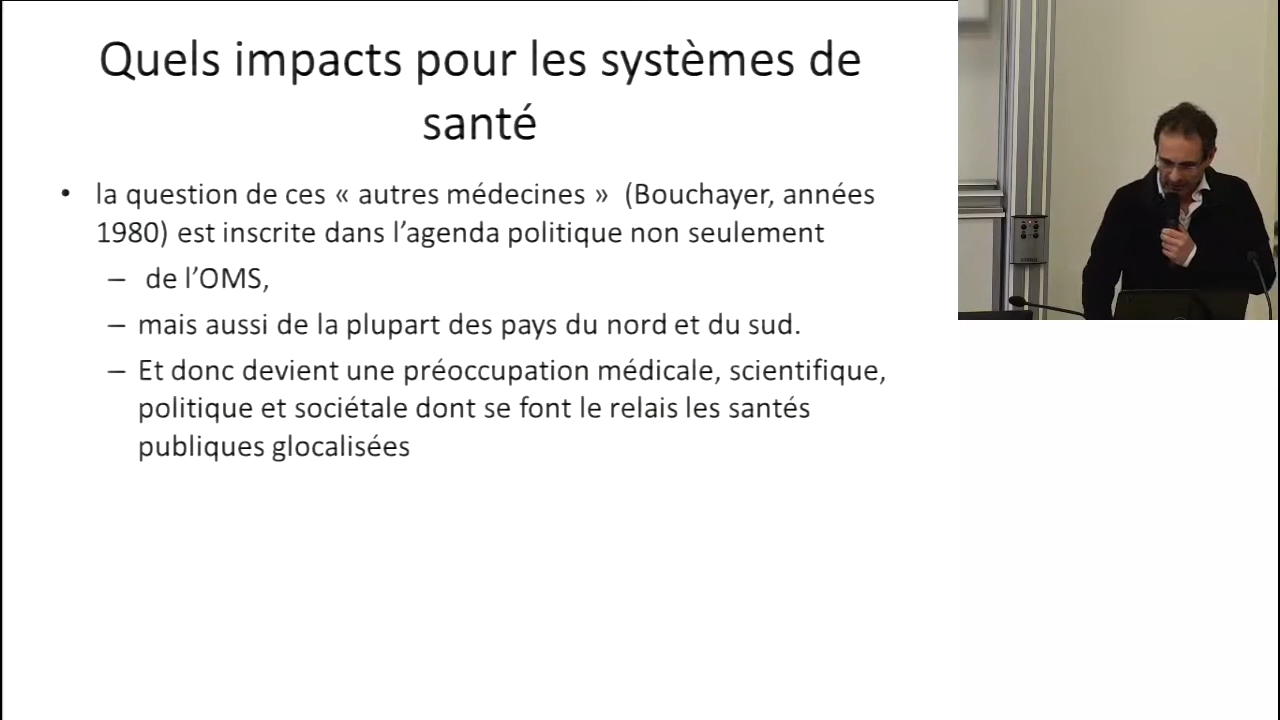 Quels impacts pour les systèmes de
santé
• la question de ces « autres médecines »  (Bouchayer, années
1980) est inscrite dans l’agenda politique non seulement
– de l’OMS,
– mais aussi de la plupart des pays du nord et du sud.
– Et donc devient une préoccupation médicale, scientifique,
politique et sociétale dont se font le relais les santés
publiques glocalisées